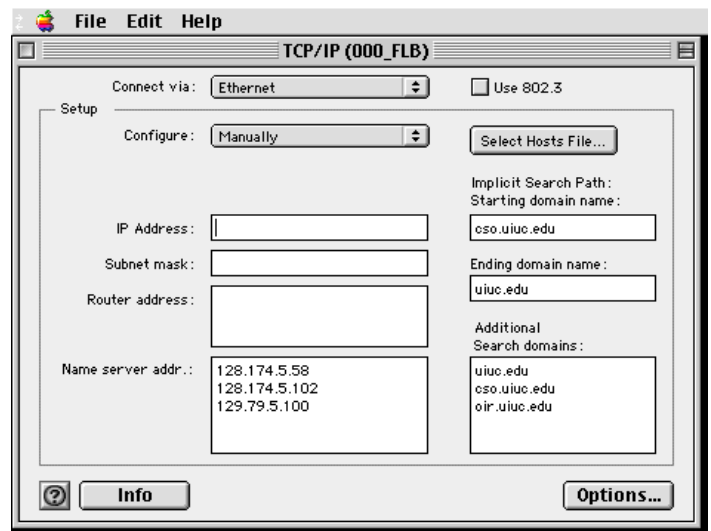 File Edit Help
TCP/IP (000_FLB)
Connect via: Ethernet
Use 802.3
Setup
Configure: Manually
Select Hosts File...
Implicit Search Path:
Starting domain name:
IP Address:
cso.uiuc.edu
Subnet mask:
Ending domain name:
uiuc.edu
Router address:
Additional
Search domains:
Name server addr.:
128.174.5.58
128.174.5.102
129.79.5.100
uiuc.edu
cso.uiuc.edu
oir.uiuc.edu
?
Info
Options...